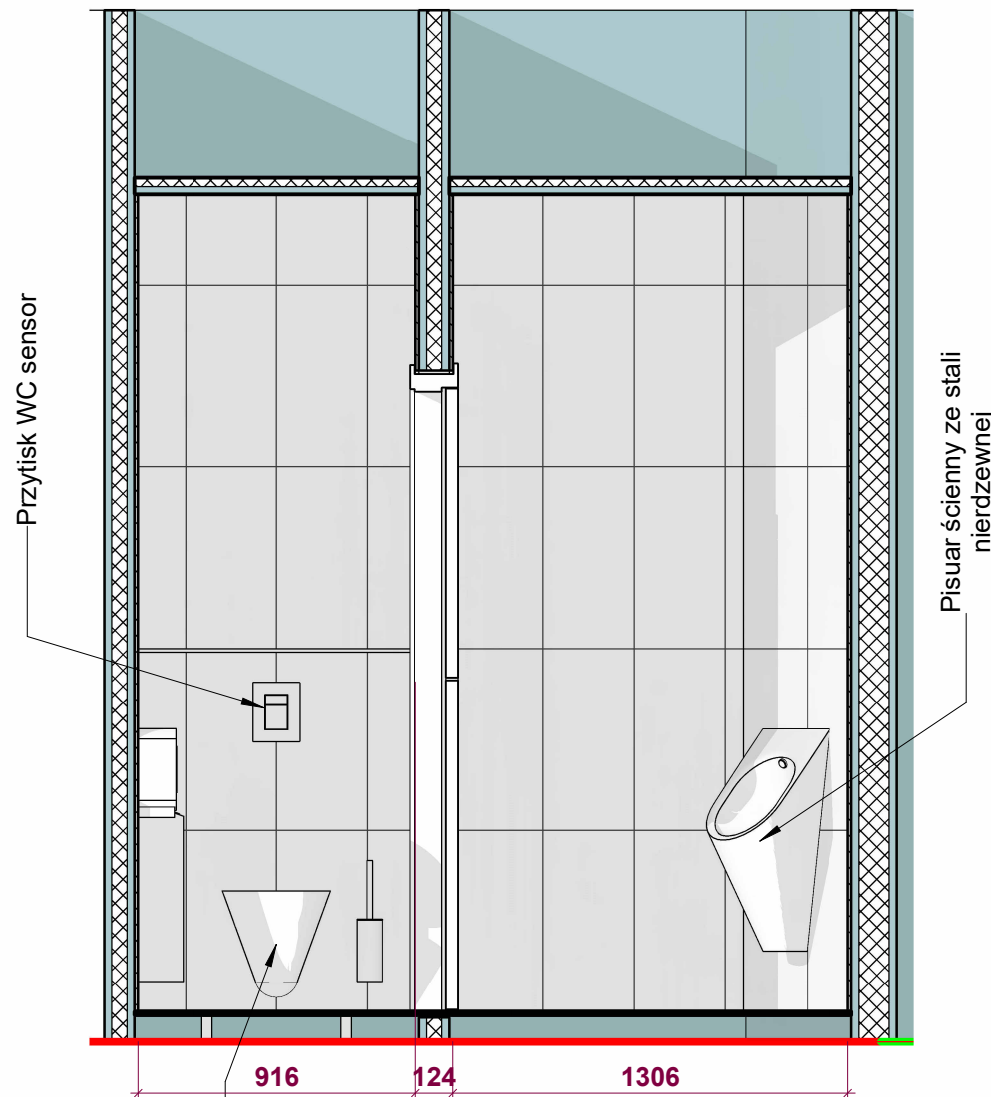 Przytisk WC sensor
Pisuar ścienny ze stali
nierdzewnei
916
124
1306